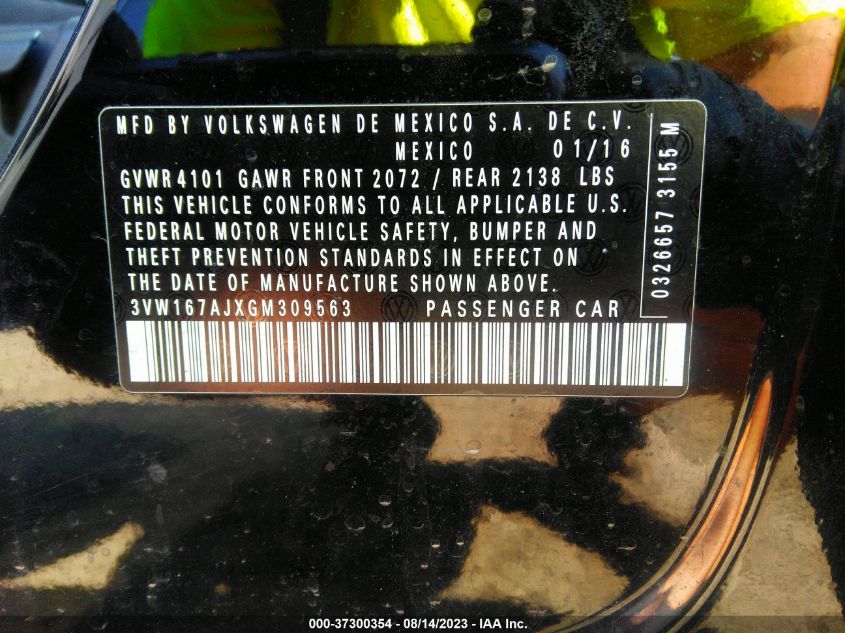 MFD BY VOLKSWAGEN DE MEXICO S.A. DE C.V.
MEXICO 01/16
GVWR 4101 GAWR FRONT 2072 / REAR 2138 LBS
THIS VEHICLE CONFORMS TO ALL APPLICABLE U.S.
FEDERAL MOTOR VEHICLE SAFETY, BUMPER AND
THEFT PREVENTION STANDARDS IN EFFECT ON
THE DATE OF MANUFACTURE SHOWN ABOVE.
3VW167AJXGM309563 PASSENGER CAR
0326657 3155 M
000-37300354 - 08/14/2023 - IAA Inc.